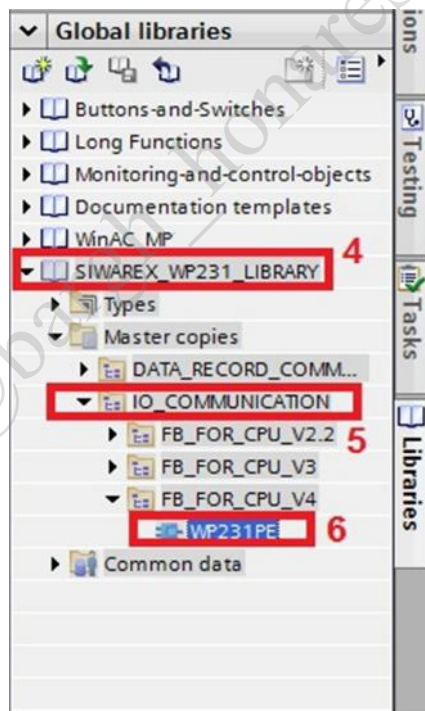 Global libraries
Buttons-and-Switches
Long Functions
Monitoring-and-control-objects
Documentation templates
WinAC_MP
SIWAREX_WP231_LIBRARY
4
Types
Master copies
DATA_RECORD_COMM...
IO_COMMUNICATION
FB_FOR_CPU_V2.2
5
FB_FOR_CPU_V3
FB_FOR_CPU_V4
WP231PE
6
Common data
ions
Testing
Tasks
Libraries